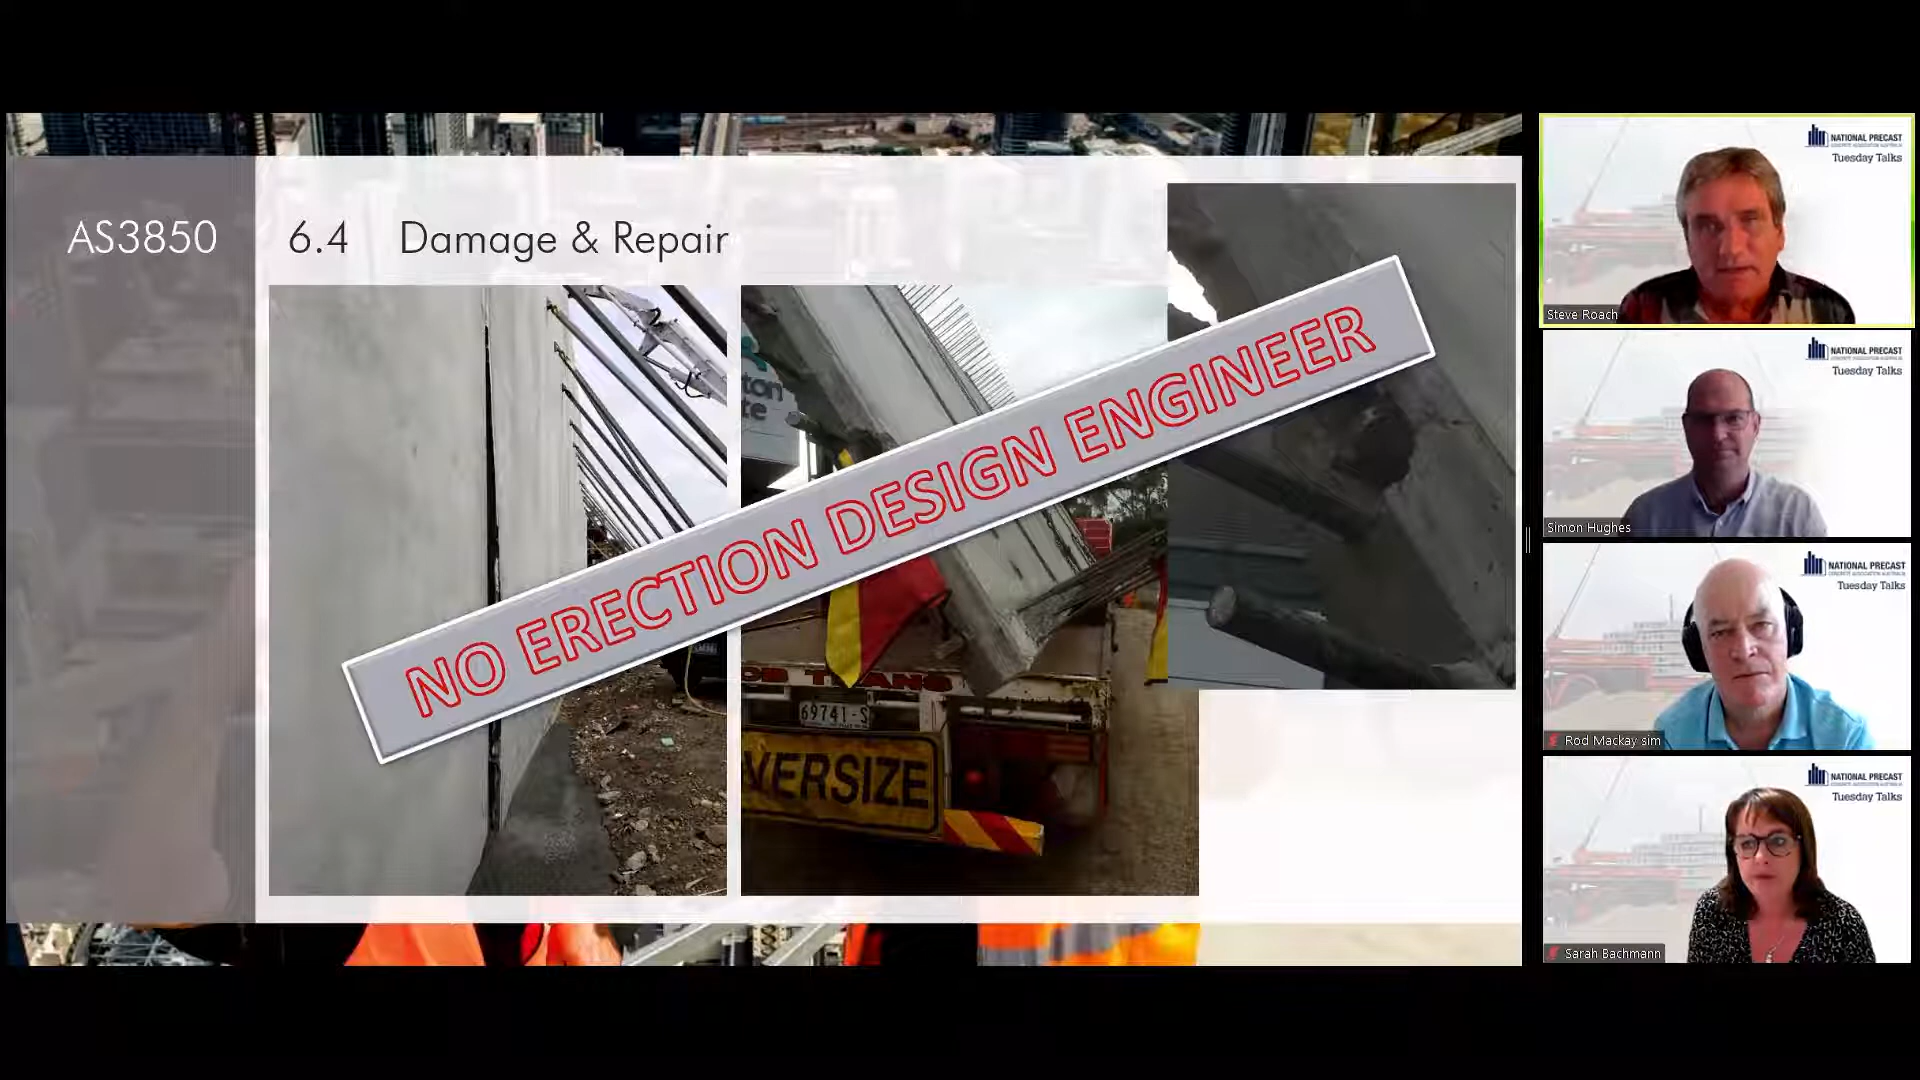 AS3850
6.4 Damage & Repair
NO ERECTION DESIGN ENGINEER
69741-S
VERSIZE
NATIONAL PRECAST
Tuesday Talks
Steve Roach
NATIONAL PRECAST
Tuesday Talks
Simon Hughes
NATIONAL PRECAST
Tuesday Talks
Rod Mackay sim
NATIONAL PRECAST
Tuesday Talks
Sarah Bachmann